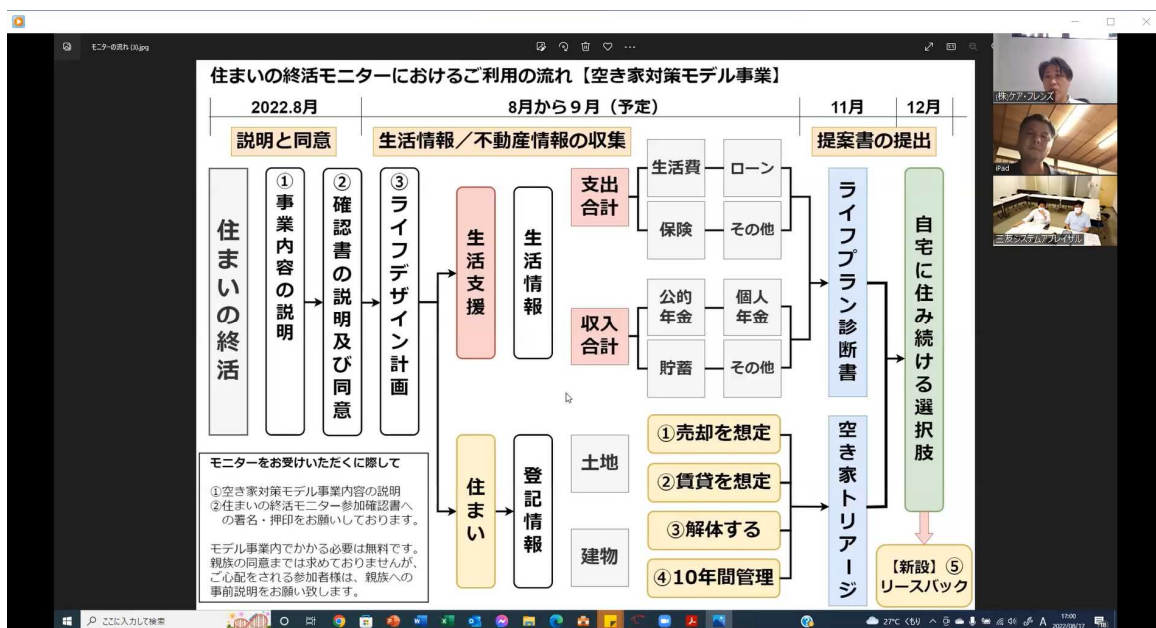 モニターの流れ (3).jpg
住まいの終活モニターにおけるご利用の流れ【空き家対策モデル事業】
2022.8月
8月から９月（予定）
11月
12月
説明と同意
生活情報／不動産情報の収集
提案書の提出
住まいの終活
①事業内容の説明
②確認書の説明及び同意
③ライフデザイン計画
生活支援
生活情報
支出
合計
生活費
ローン
保険
その他
収入
合計
公的
年金
個人
年金
貯蓄
その他
ライフプラン診断書
自宅に住み続ける選択肢
住まい
登記情報
土地
建物
①売却を想定
②賃貸を想定
③解体する
④10年間管理
空き家トリアージ
【新設】⑤
リースバック
モニターをお受けいただくに際して
①空き家対策モデル事業内容の説明
②住まいの終活モニター参加確認書へ
の署名・押印をお願いしております。
モデル事業内でかかる必要は無料です。
親族の同意までは求めておりませんが、
ご心配をされる参加者様は、親族への
事前説明をお願い致します。
(株)ケア・フレンズ
iPad
三友システムアプレイザル
ここに入力して検索
27°C くもり
A
17:00
2022/08/17